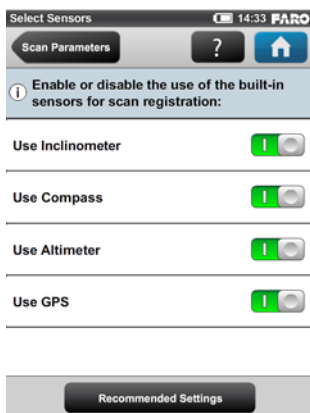 Select Sensors 14:33 FARO
Scan Parameters ?
i Enable or disable the use of the built-in
sensors for scan registration:
Use Inclinometer
Use Compass
Use Altimeter
Use GPS
Recommended Settings